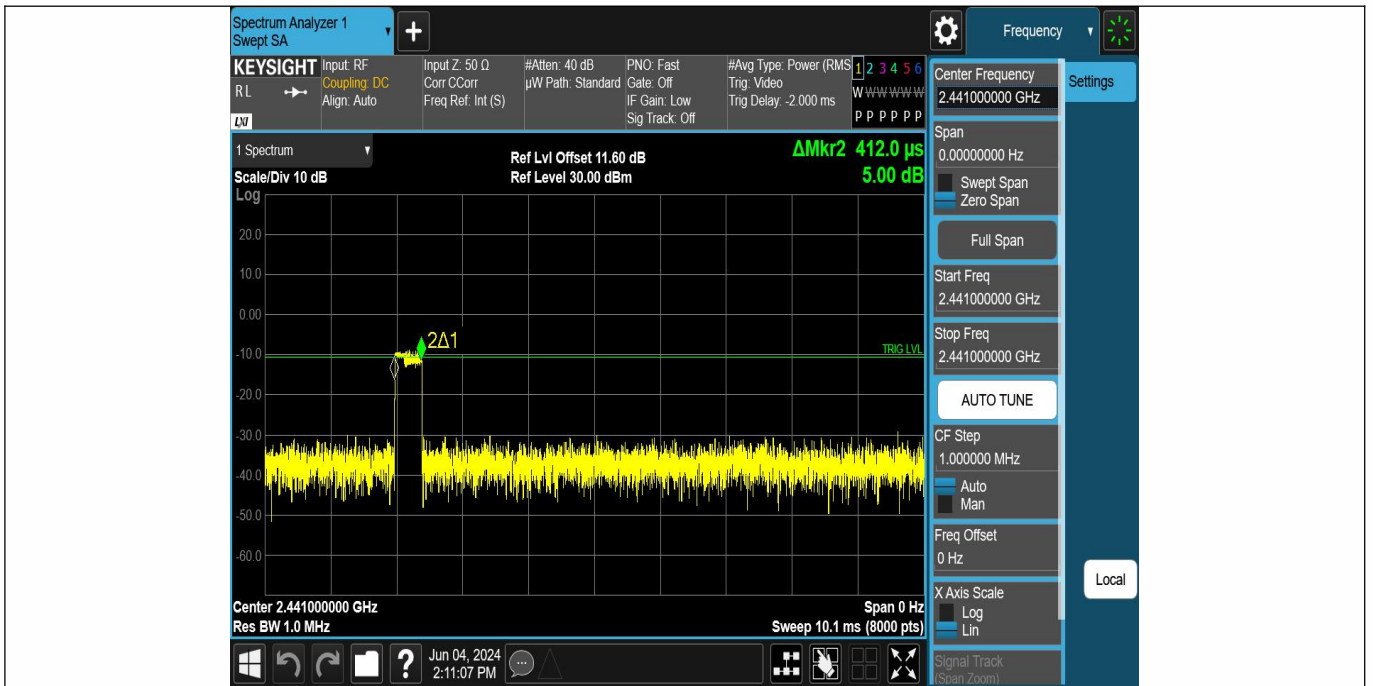 Spectrum Analyzer 1
Swept SA
+
Frequency
KEYSIGHT
RL
LXI
Input: RF
Coupling: DC
Align: Auto
Input Z: 50 Ω
Corr CCorr
Freq Ref: Int (S)
#Atten: 40 dB
µW Path: Standard
PNO: Fast
Gate: Off
IF Gain: Low
Sig Track: Off
#Avg Type: Power (RMS
Trig: Video
Trig Delay: -2.000 ms
1 2 3 4 5 6
W W W W W W
P P P P P P
1 Spectrum
Scale/Div 10 dB
Log
Ref Lvl Offset 11.60 dB
Ref Level 30.00 dBm
ΔMkr2 412.0 µs
5.00 dB
20.0
10.0
0.00
-10.0
-20.0
-30.0
-40.0
-50.0
-60.0
2Δ1
TRIG LVL
Center 2.441000000 GHz
Res BW 1.0 MHz
Span 0 Hz
Sweep 10.1 ms (8000 pts)
?
Jun 04, 2024
2:11:07 PM
Center Frequency
2.441000000 GHz
Settings
Span
0.00000000 Hz
Swept Span
Zero Span
Full Span
Start Freq
2.441000000 GHz
Stop Freq
2.441000000 GHz
AUTO TUNE
CF Step
1.000000 MHz
Auto
Man
Freq Offset
0 Hz
X Axis Scale
Log
Lin
Signal Track
(Span Zoom)
Local